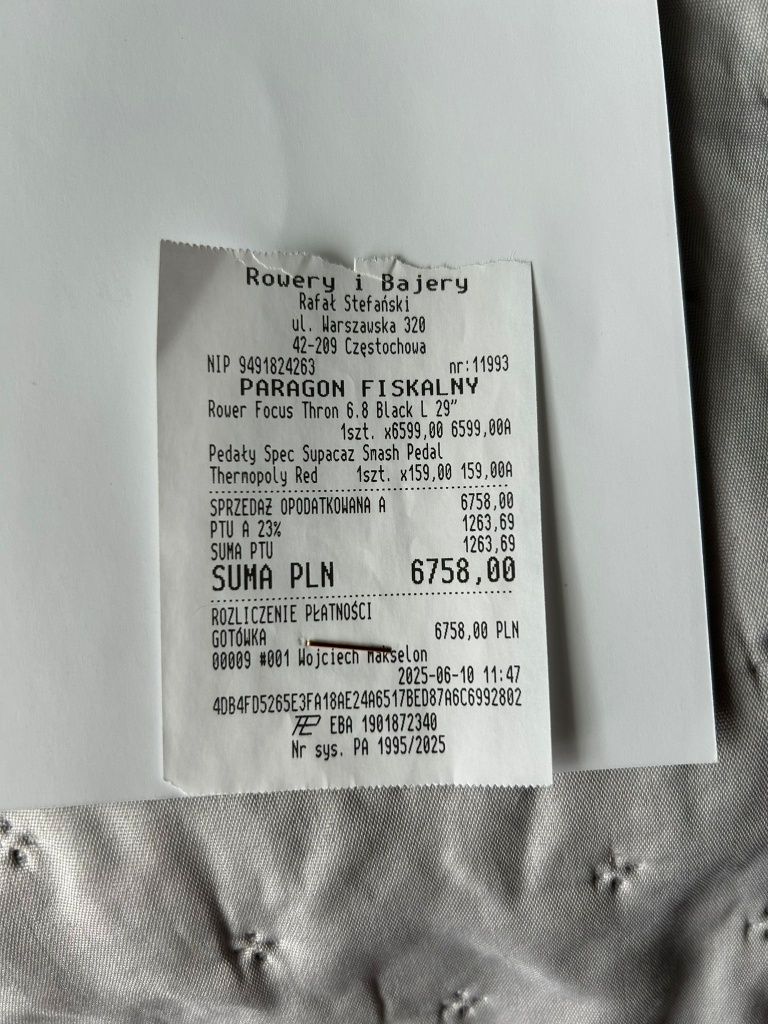 Rowery i Bajery
Rafał Stefański
ul. Warszawska 320
42-209 Częstochowa
NIP 9491824263 nr:11993
PARAGON FISKALNY
Rower Focus Thron 6.8 Black L 29”
1szt. x6599,00 6599,00A
Pedały Spec Supacaz Smash Pedal
Thermopoly Red 1szt. x159,00 159,00A
SPRZEDAŻ OPODATKOWANA A 6758,00
PTU A 23% 1263,69
SUMA PTU 1263,69
SUMA PLN 6758,00
ROZLICZENIE PŁATNOŚCI
GOTÓWKA 6758,00 PLN
00009 #001 Wojciech Makselon
2025-06-10 11:47
4DB4FD5265E3FA18AE24A6517BED87A6C6992802
EBA 1901872340
Nr sys. PA 1995/2025